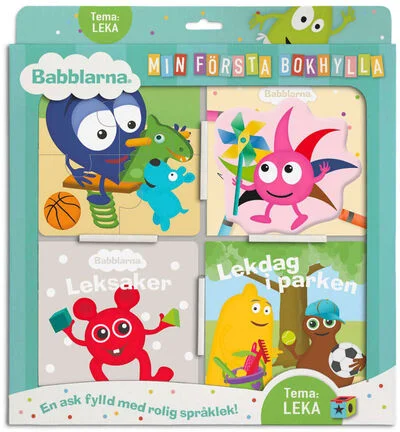 Tema:
LEKA
Babblarna®
MIN FÖRSTA BOKHYLLA
Babblarna.
Babblarna.
Leksaker
Lekdag
i parken
En ask fylld med rolig språklek!
Tema:
LEKA